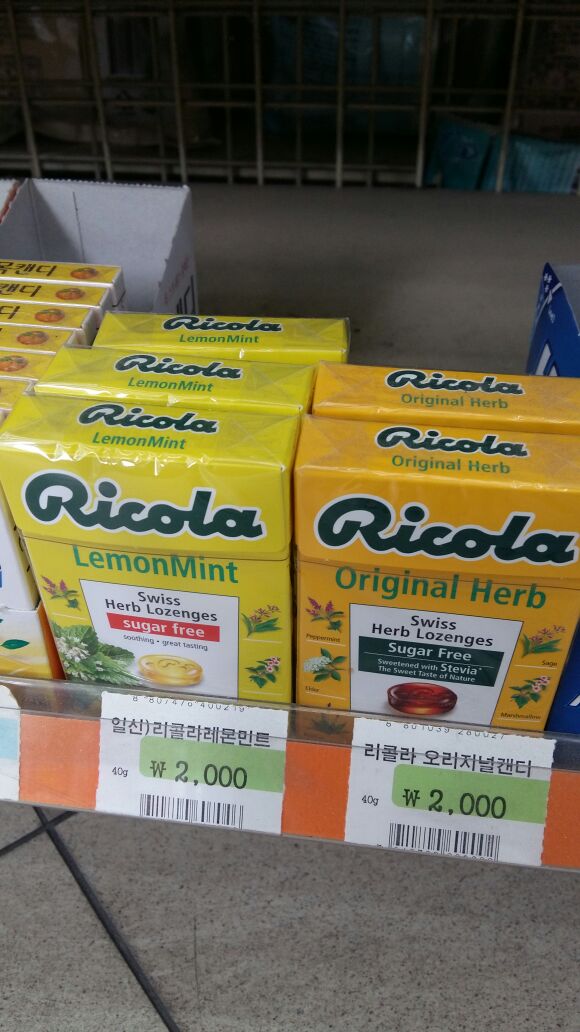 목캔디
Ricola
LemonMint
Ricola
LemonMint
Ricola
LemonMint
Ricola
LemonMint
Swiss
Herb Lozenges
sugar free
soothing · great tasting
Ricola
Original Herb
Ricola
Original Herb
Ricola
Original Herb
Swiss
Herb Lozenges
Sugar Free
Sweetened with Stevia*
The Sweet Taste of Nature
Peppermint
Sage
Elder
Marshmallow
일신)리콜라레몬민트
40g
₩ 2,000
리콜라 오리지널캔디
40g
₩ 2,000